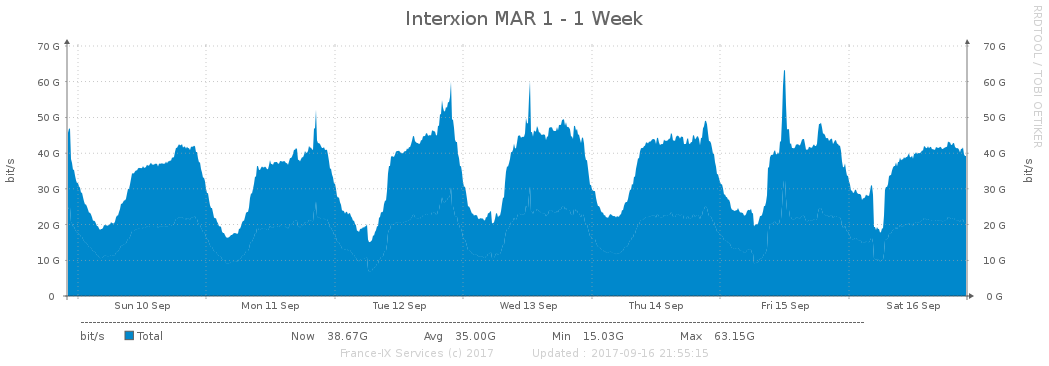 Interxion MAR 1 - 1 Week
RRDTOOL / TOBI OETIKER
70 G 70 G
60 G 60 G
50 G 50 G
40 G 40 G
30 G 30 G
20 G 20 G
10 G 10 G
0 0 G
bit/s bit/s
Sun 10 Sep Mon 11 Sep Tue 12 Sep Wed 13 Sep Thu 14 Sep Fri 15 Sep Sat 16 Sep
bit/s Total Now 38.67G Avg 35.00G Min 15.03G Max 63.15G
France-IX Services (c) 2017 Updated : 2017-09-16 21:55:15